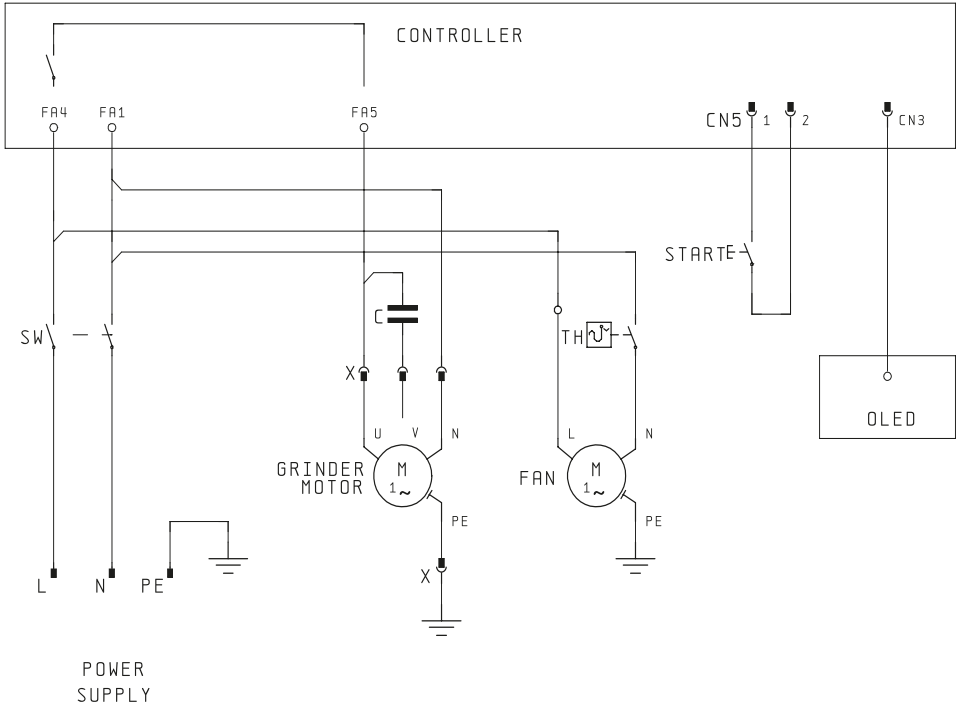 CONTROLLER
FA4 FA1 FA5
CN5 1 2 CN3
START
SW C TH
X
OLED
U V N L N
GRINDER
MOTOR
M
1~
FAN
M
1~
PE PE
X
L N PE
POWER
SUPPLY